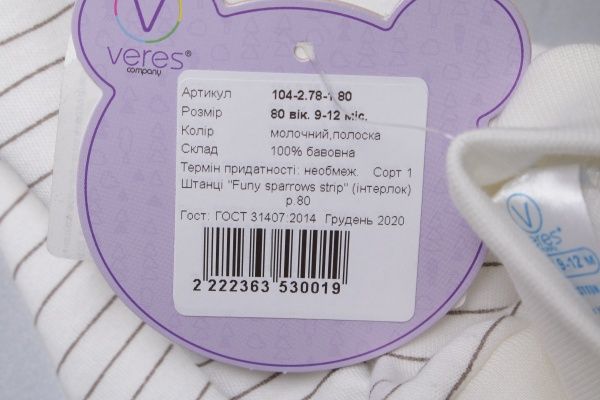 veres®
company
Артикул 104-2.78-1.80
Розмір 80 вік. 9-12 міс.
Колір молочний,полоска
Склад 100% бавовна
Термін придатності: необмеж. Сорт 1
Штанці "Funy sparrows strip" (інтерлок)
р.80
Гост: ГОСТ 31407:2014 Грудень 2020
2 222363 530019
9-12 М